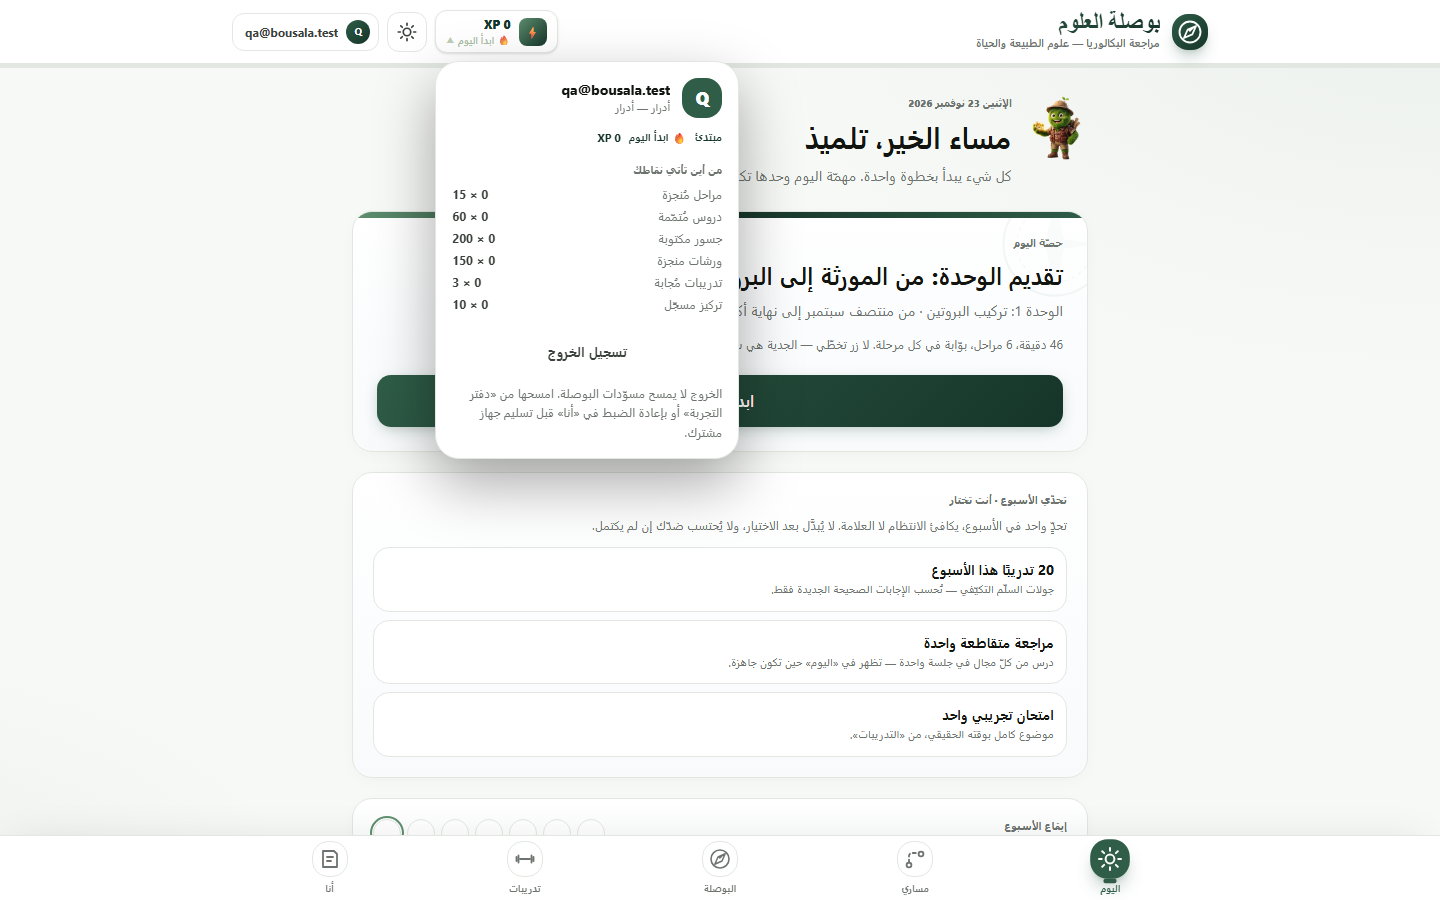 بوصلة العلوم
مراجعة البكالوريا — علوم الطبيعة والحياة
XP 0
ابدأ اليوم
Q
qa@bousala.test
الإثنين 23 نوفمبر 2026
مساء الخير، تلميذ
كل شيء يبدأ بخطوة واحدة. مهمّة اليوم وحدها
Q
qa@bousala.test
أدرار — أدرار
مبتدئ ابدأ اليوم XP 0
من أين تأتي نقاطك
مراحل مُنجزة 0 × 15
دروس مُتمّمة 0 × 60
جسور مكتوبة 0 × 200
ورشات منجزة 0 × 150
تدريبات مُجابة 0 × 3
تركيز مسجّل 0 × 10
تسجيل الخروج
الخروج لا يمسح مسوّدات البوصلة. امسحها من «دفتر
التجربة» أو بإعادة الضبط في «أنا» قبل تسليم جهاز
مشترك.
حصّة اليوم
تقديم الوحدة: من المورثة إلى
الوحدة 1: تركيب البروتين · من منتصف سبتمبر إلى نهاية
46 دقيقة، 6 مراحل، بوّابة في كل مرحلة. لا زر تخطّي — الجدية هي
تحدّي الأسبوع · أنت تختار
تحدٍّ واحد في الأسبوع، يكافئ الانتظام لا العلامة. لا يُبدَّل بعد الاختيار، ولا يُحتسب ضدّك إن لم يكتمل.
20 تدريبًا هذا الأسبوع
جولات السلّم التكيّفي — تُحسب الإجابات الصحيحة الجديدة فقط.
مراجعة متقاطعة واحدة
درس من كلّ مجال في جلسة واحدة — تظهر في «اليوم» حين تكون جاهزة.
امتحان تجريبي واحد
موضوع كامل بوقته الحقيقي، من «التدريبات».
إيقاع الأسبوع
اليوم
مساري
البوصلة
تدريبات
أنا